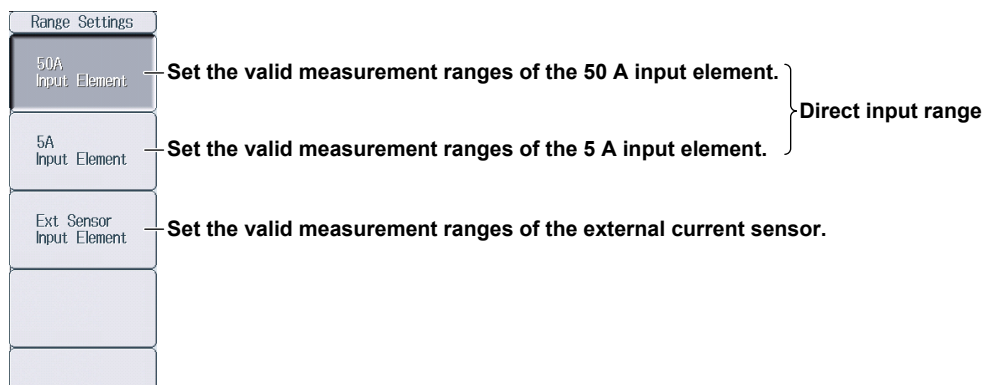 Range Settings
50A
Input Element
Set the valid measurement ranges of the 50 A input element.
Direct input range
5A
Input Element
Set the valid measurement ranges of the 5 A input element.
Ext Sensor
Input Element
Set the valid measurement ranges of the external current sensor.